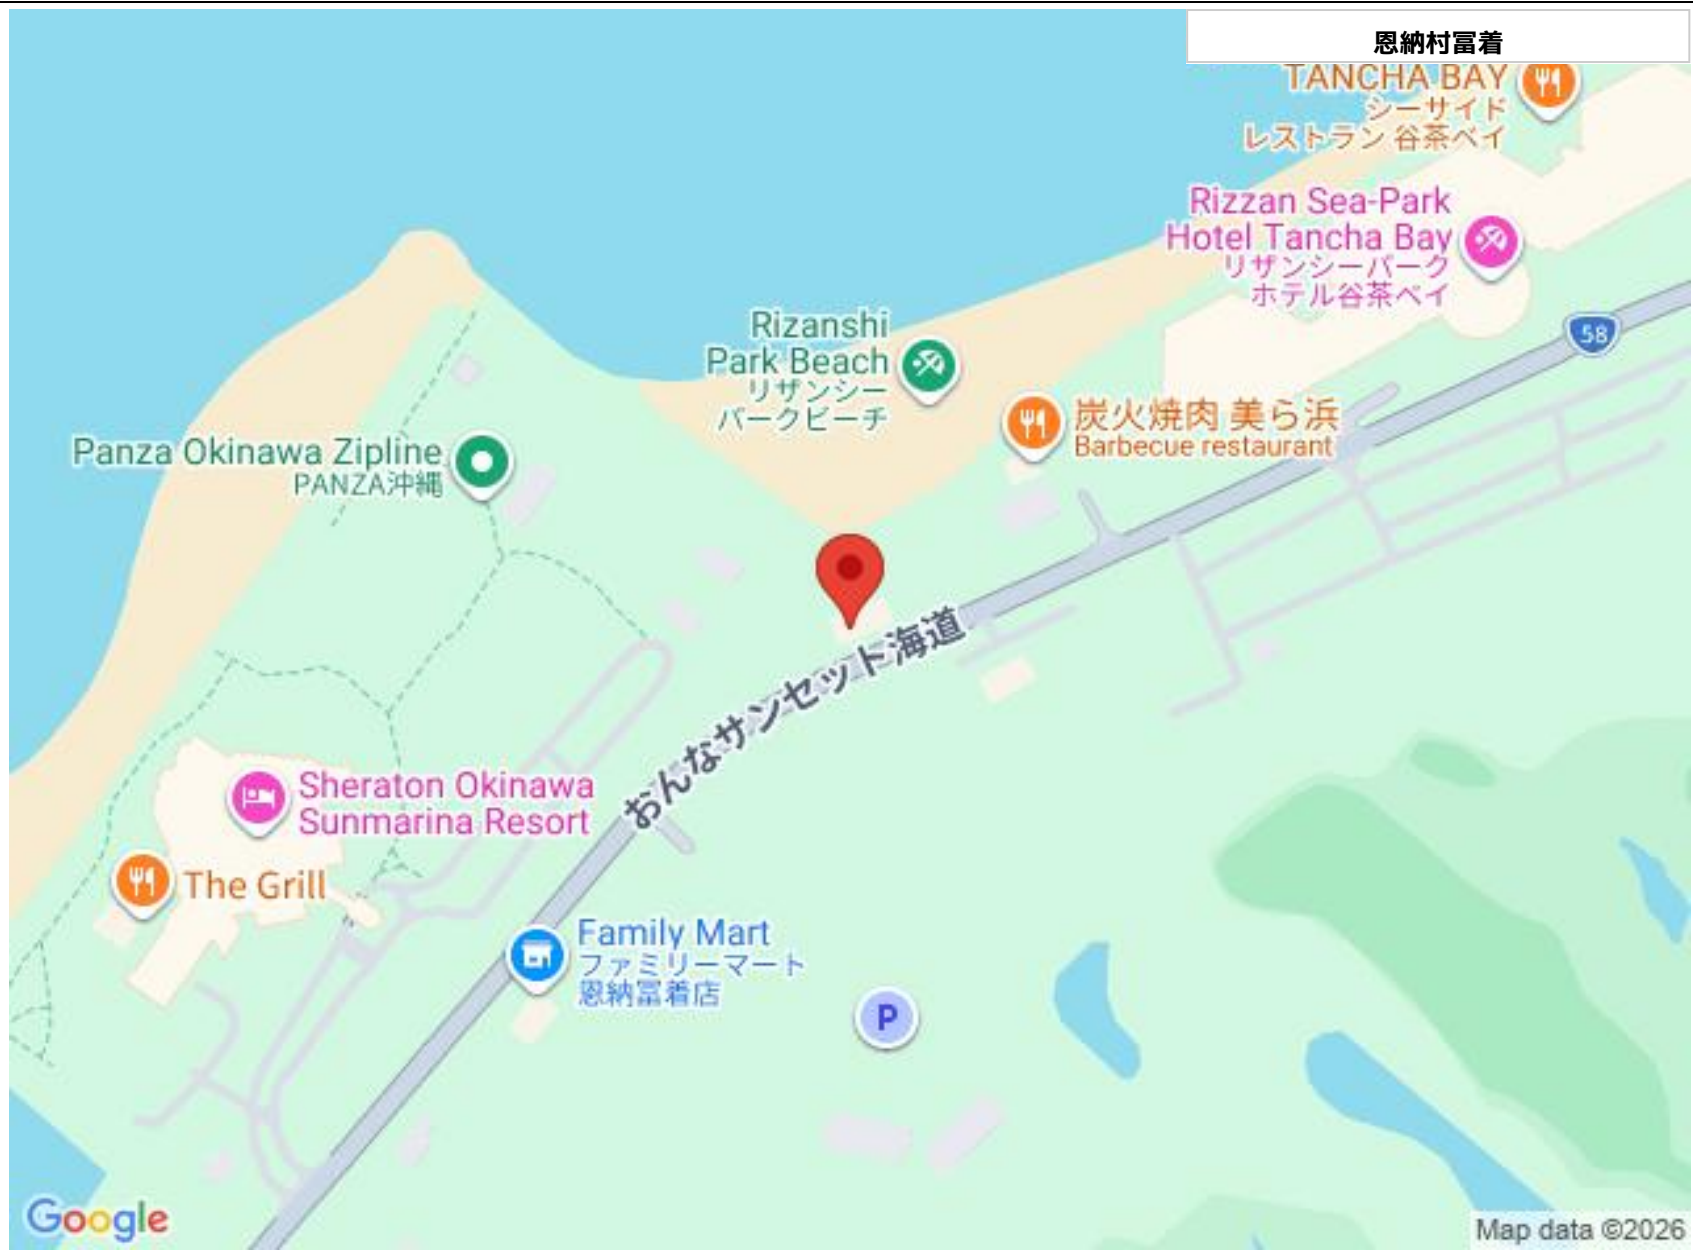 恩納村冨着
TANCHA BAY
シーサイド
レストラン 谷茶ベイ
Rizzan Sea-Park
Hotel Tancha Bay
リザンシーパーク
ホテル谷茶ベイ
58
Rizanshi
Park Beach
リザンシー
パークビーチ
炭火焼肉 美ら浜
Barbecue restaurant
Panza Okinawa Zipline
PANZA沖縄
おんなサンセット海道
Sheraton Okinawa
Sunmarina Resort
The Grill
Family Mart
ファミリーマート
恩納冨着店
P
Google
Map data ©2026